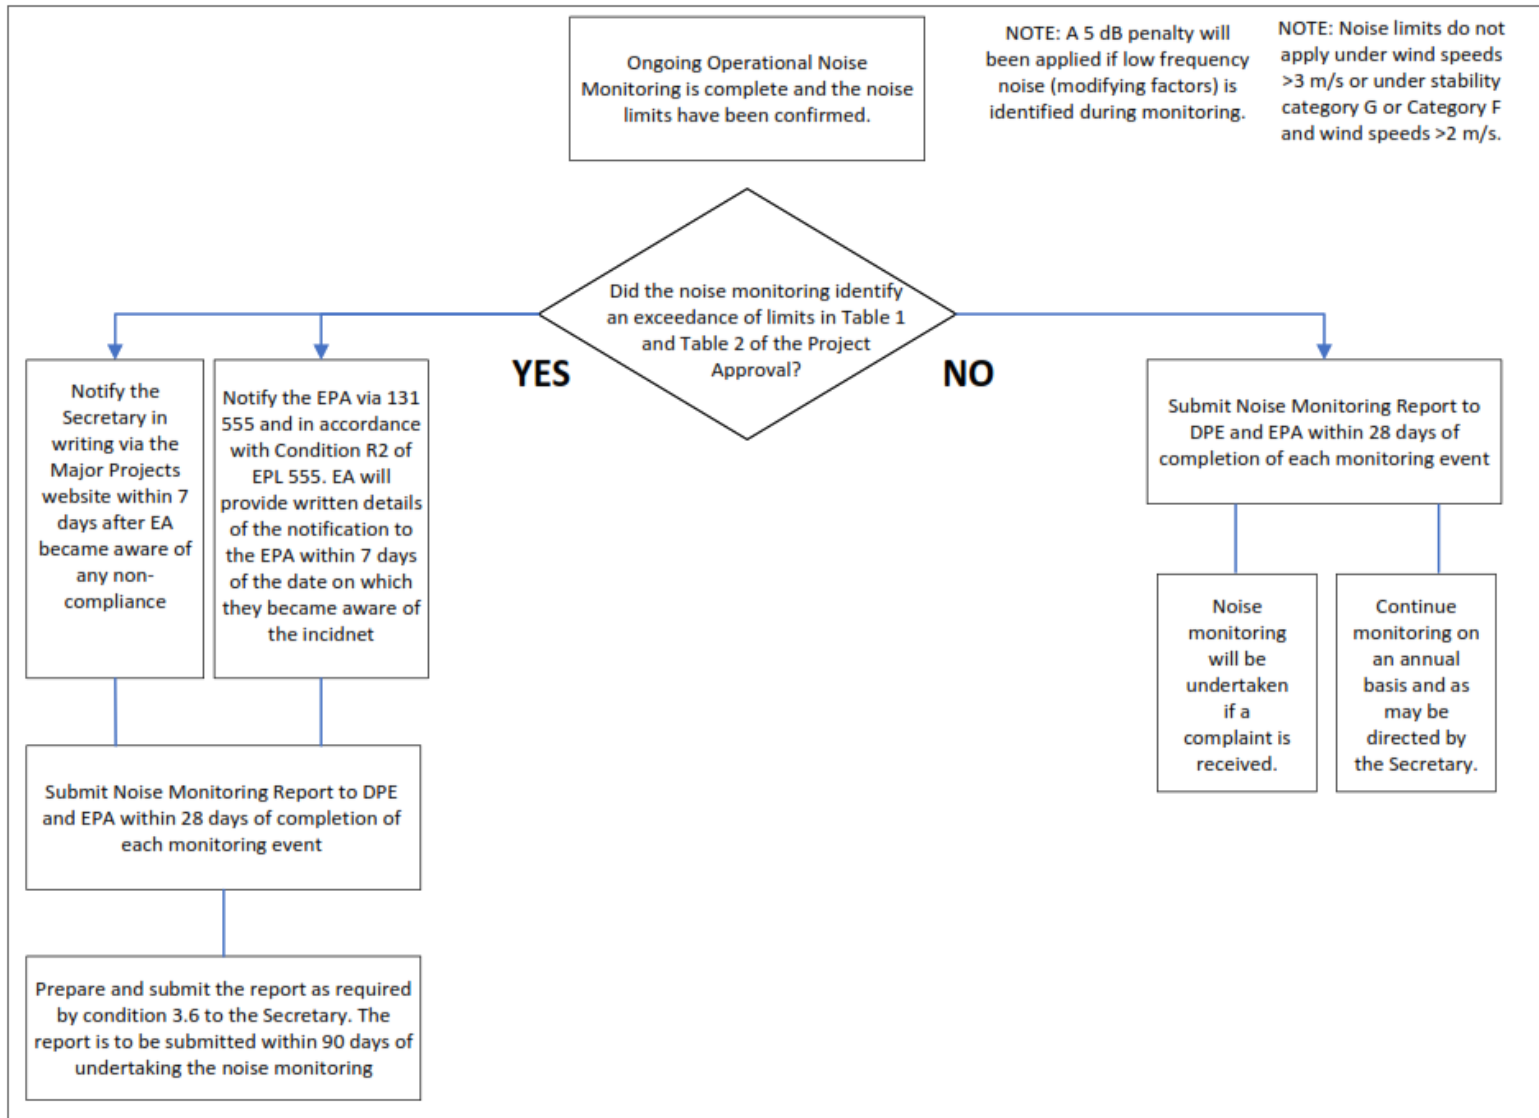 Ongoing Operational Noise
Monitoring is complete and the noise
limits have been confirmed.
NOTE: A 5 dB penalty will
been applied if low frequency
noise (modifying factors) is
identified during monitoring.
NOTE: Noise limits do not
apply under wind speeds
>3 m/s or under stability
category G or Category F
and wind speeds >2 m/s.
Did the noise monitoring identify
an exceedance of limits in Table 1
and Table 2 of the Project
Approval?
YES
NO
Notify the
Secretary in
writing via the
Major Projects
website within 7
days after EA
became aware of
any non-
compliance
Notify the EPA via 131
555 and in accordance
with Condition R2 of
EPL 555. EA will
provide written details
of the notification to
the EPA within 7 days
of the date on which
they became aware of
the incidnet
Submit Noise Monitoring Report to DPE
and EPA within 28 days of completion of
each monitoring event
Prepare and submit the report as required
by condition 3.6 to the Secretary. The
report is to be submitted within 90 days of
undertaking the noise monitoring
Submit Noise Monitoring Report to
DPE and EPA within 28 days of
completion of each monitoring event
Noise
monitoring
will be
undertaken
if a
complaint is
received.
Continue
monitoring on
an annual
basis and as
may be
directed by
the Secretary.